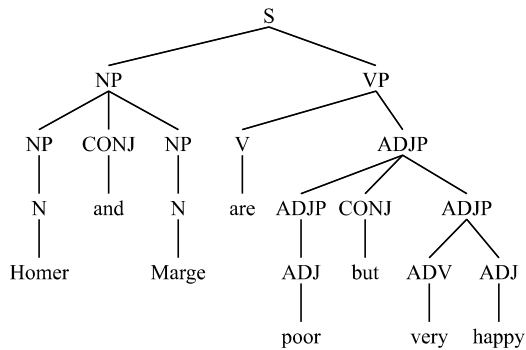 S
NP VP
NP CONJ NP V ADJP
N and N are ADJP CONJ ADJP
Homer Marge ADJ but ADV ADJ
poor very happy